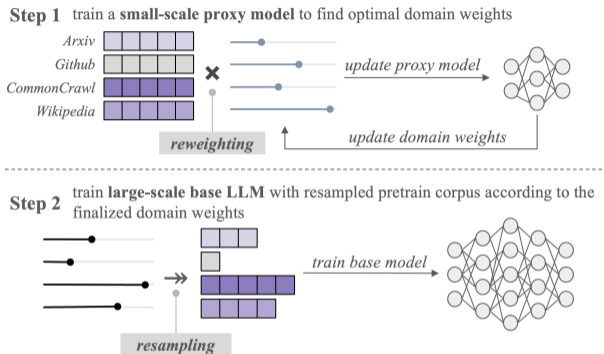 Step 1 train a small-scale proxy model to find optimal domain weights
Arxiv
Github
CommonCrawl
Wikipedia
reweighting
update proxy model
update domain weights
Step 2 train large-scale base LLM with resampled pretrain corpus according to the
finalized domain weights
train base model
resampling